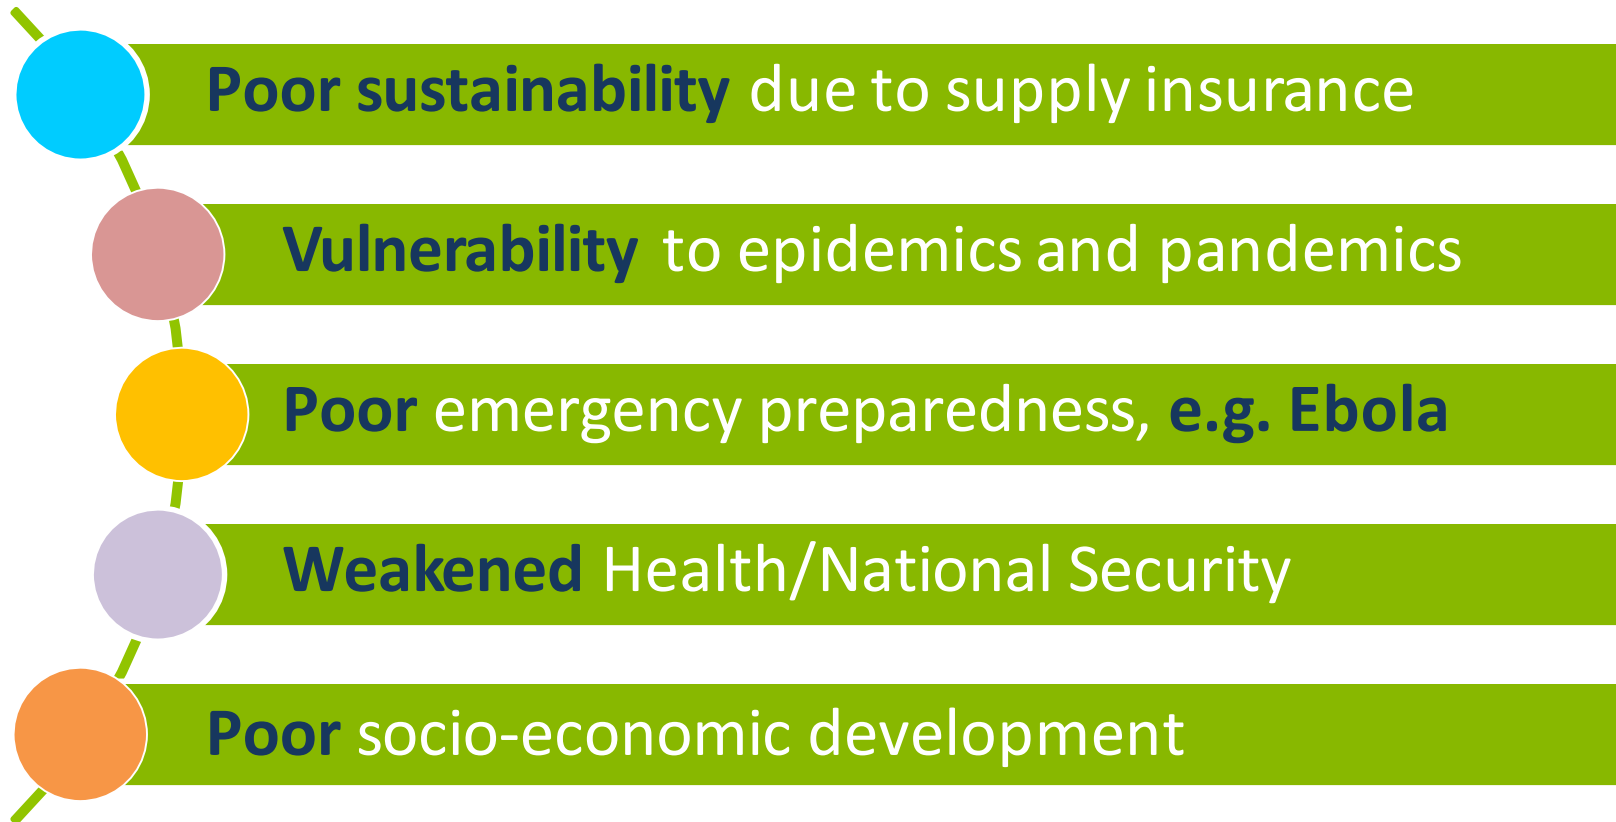 Poor sustainability due to supply insurance
Vulnerability to epidemics and pandemics
Poor emergency preparedness, e.g. Ebola
Weakened Health/National Security
Poor socio-economic development